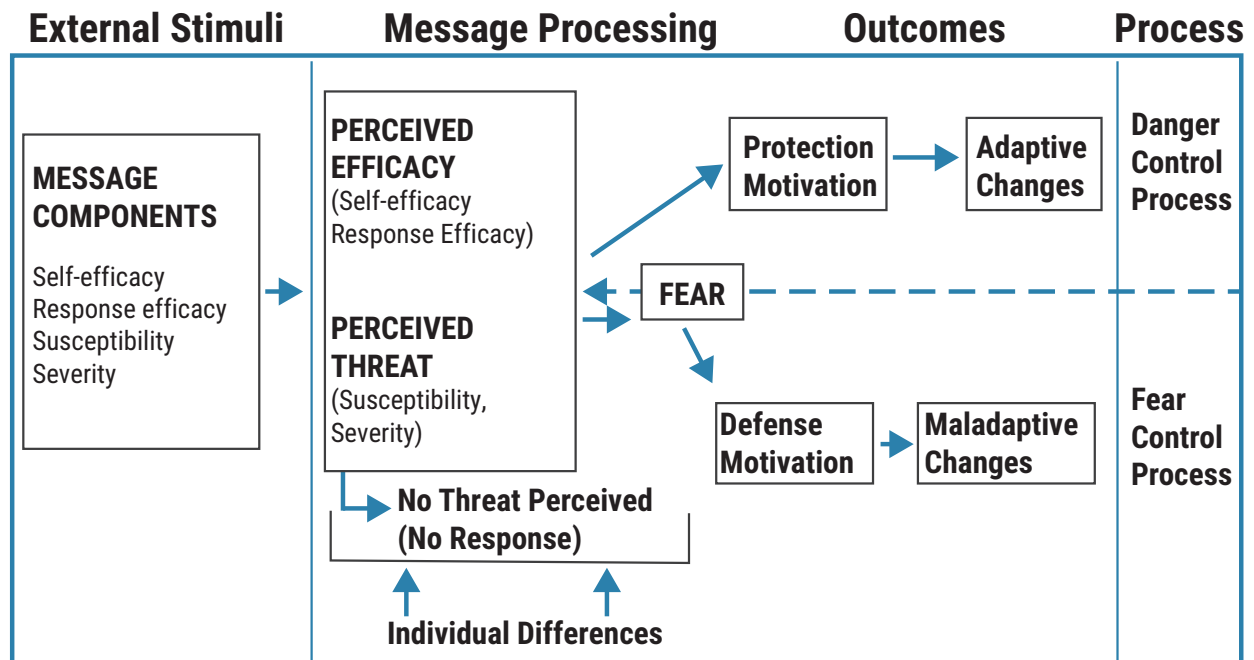 External Stimuli
Message Processing
Outcomes
Process
MESSAGE
COMPONENTS
Self-efficacy
Response efficacy
Susceptibility
Severity
PERCEIVED
EFFICACY
(Self-efficacy
Response Efficacy)
PERCEIVED
THREAT
(Susceptibility,
Severity)
No Threat Perceived
(No Response)
Individual Differences
FEAR
Protection
Motivation
Adaptive
Changes
Defense
Motivation
Maladaptive
Changes
Danger
Control
Process
Fear
Control
Process